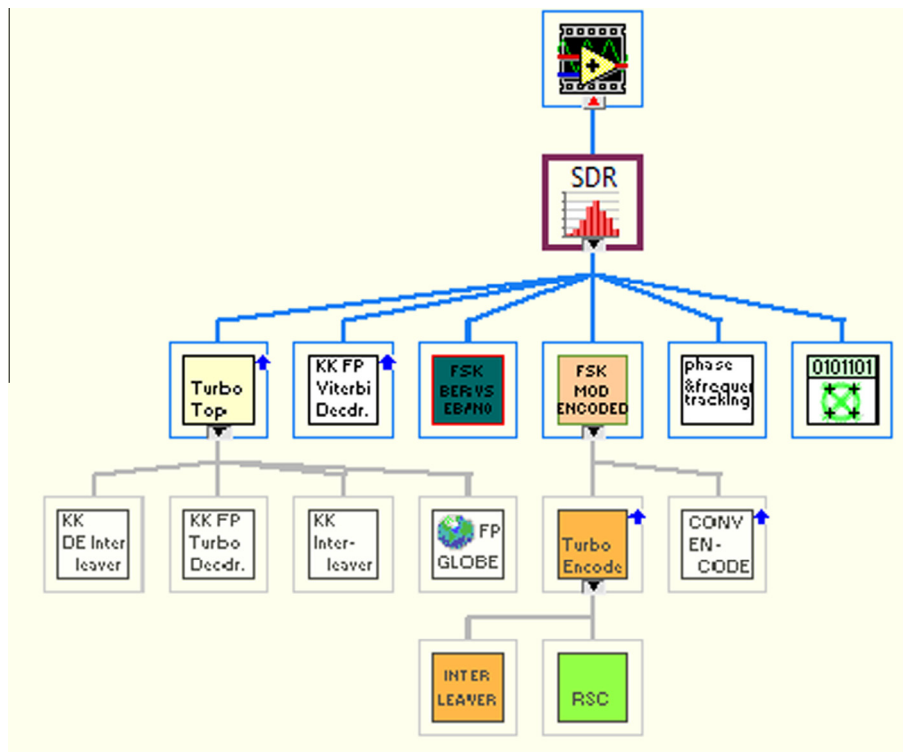 SDR
Turbo
Top
KK FP
Viterbi
Decdr.
FSK
BER VS
EB/N0
FSK
MOD
ENCODED
phase
&freque
tracking
0101101
KK
DE Inter
leaver
KK FP
Turbo
Decdr.
KK
Inter-
leaver
FP
GLOBE
Turbo
Encode
CONV
EN-
CODE
INTER
LEAVER
RSC